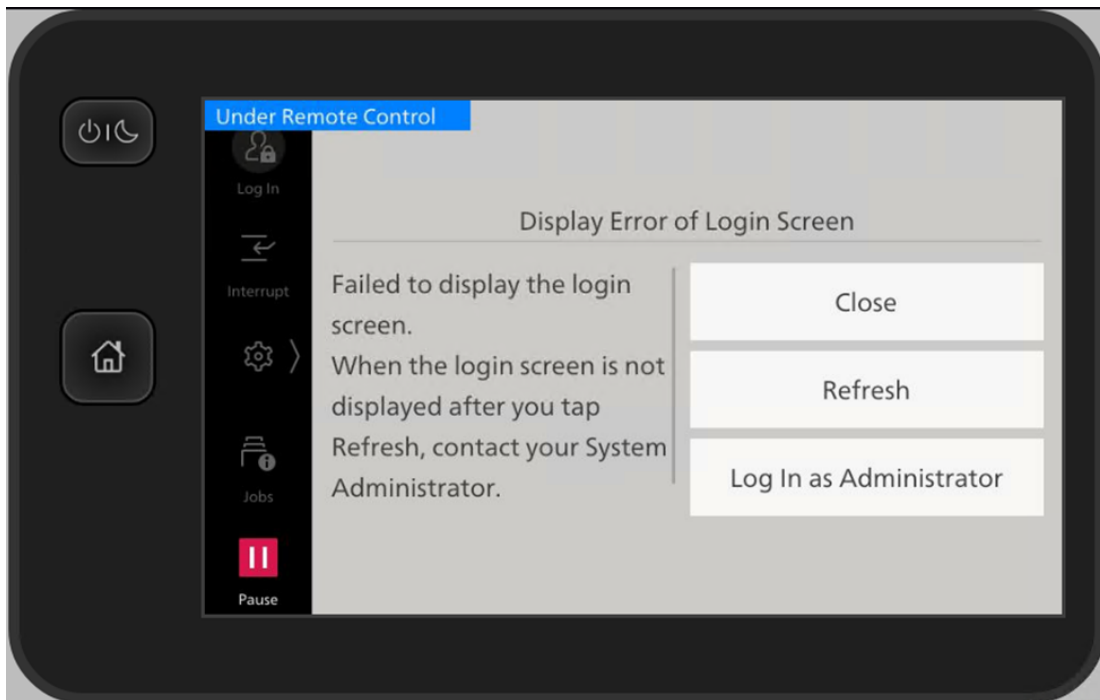 Under Remote Control
Log In
Interrupt
Jobs
Pause
Display Error of Login Screen
Failed to display the login
screen.
When the login screen is not
displayed after you tap
Refresh, contact your System
Administrator.
Close
Refresh
Log In as Administrator